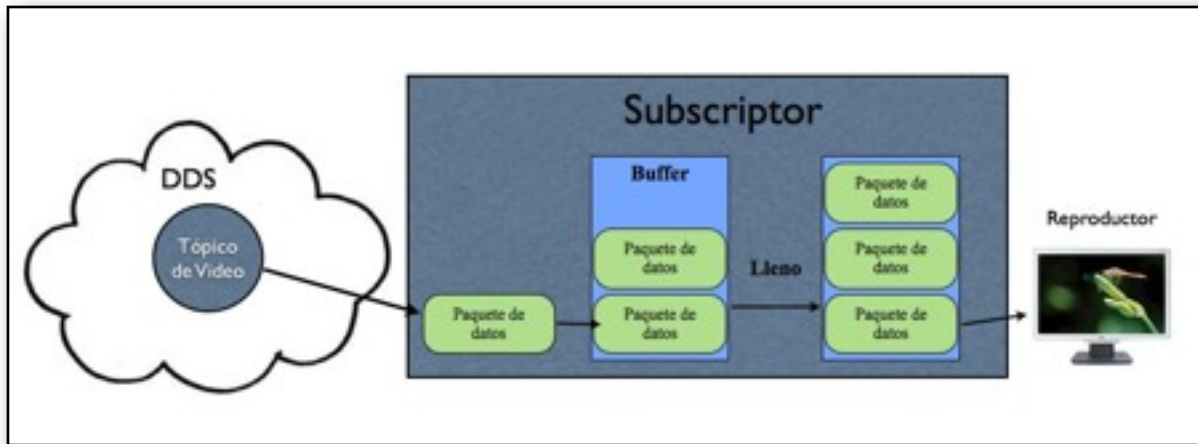 Subscriptor
DDS
Tópico
de Video
Paquete de
datos
Buffer
Paquete de
datos
Paquete de
datos
Lleno
Paquete de
datos
Paquete de
datos
Paquete de
datos
Reproductor